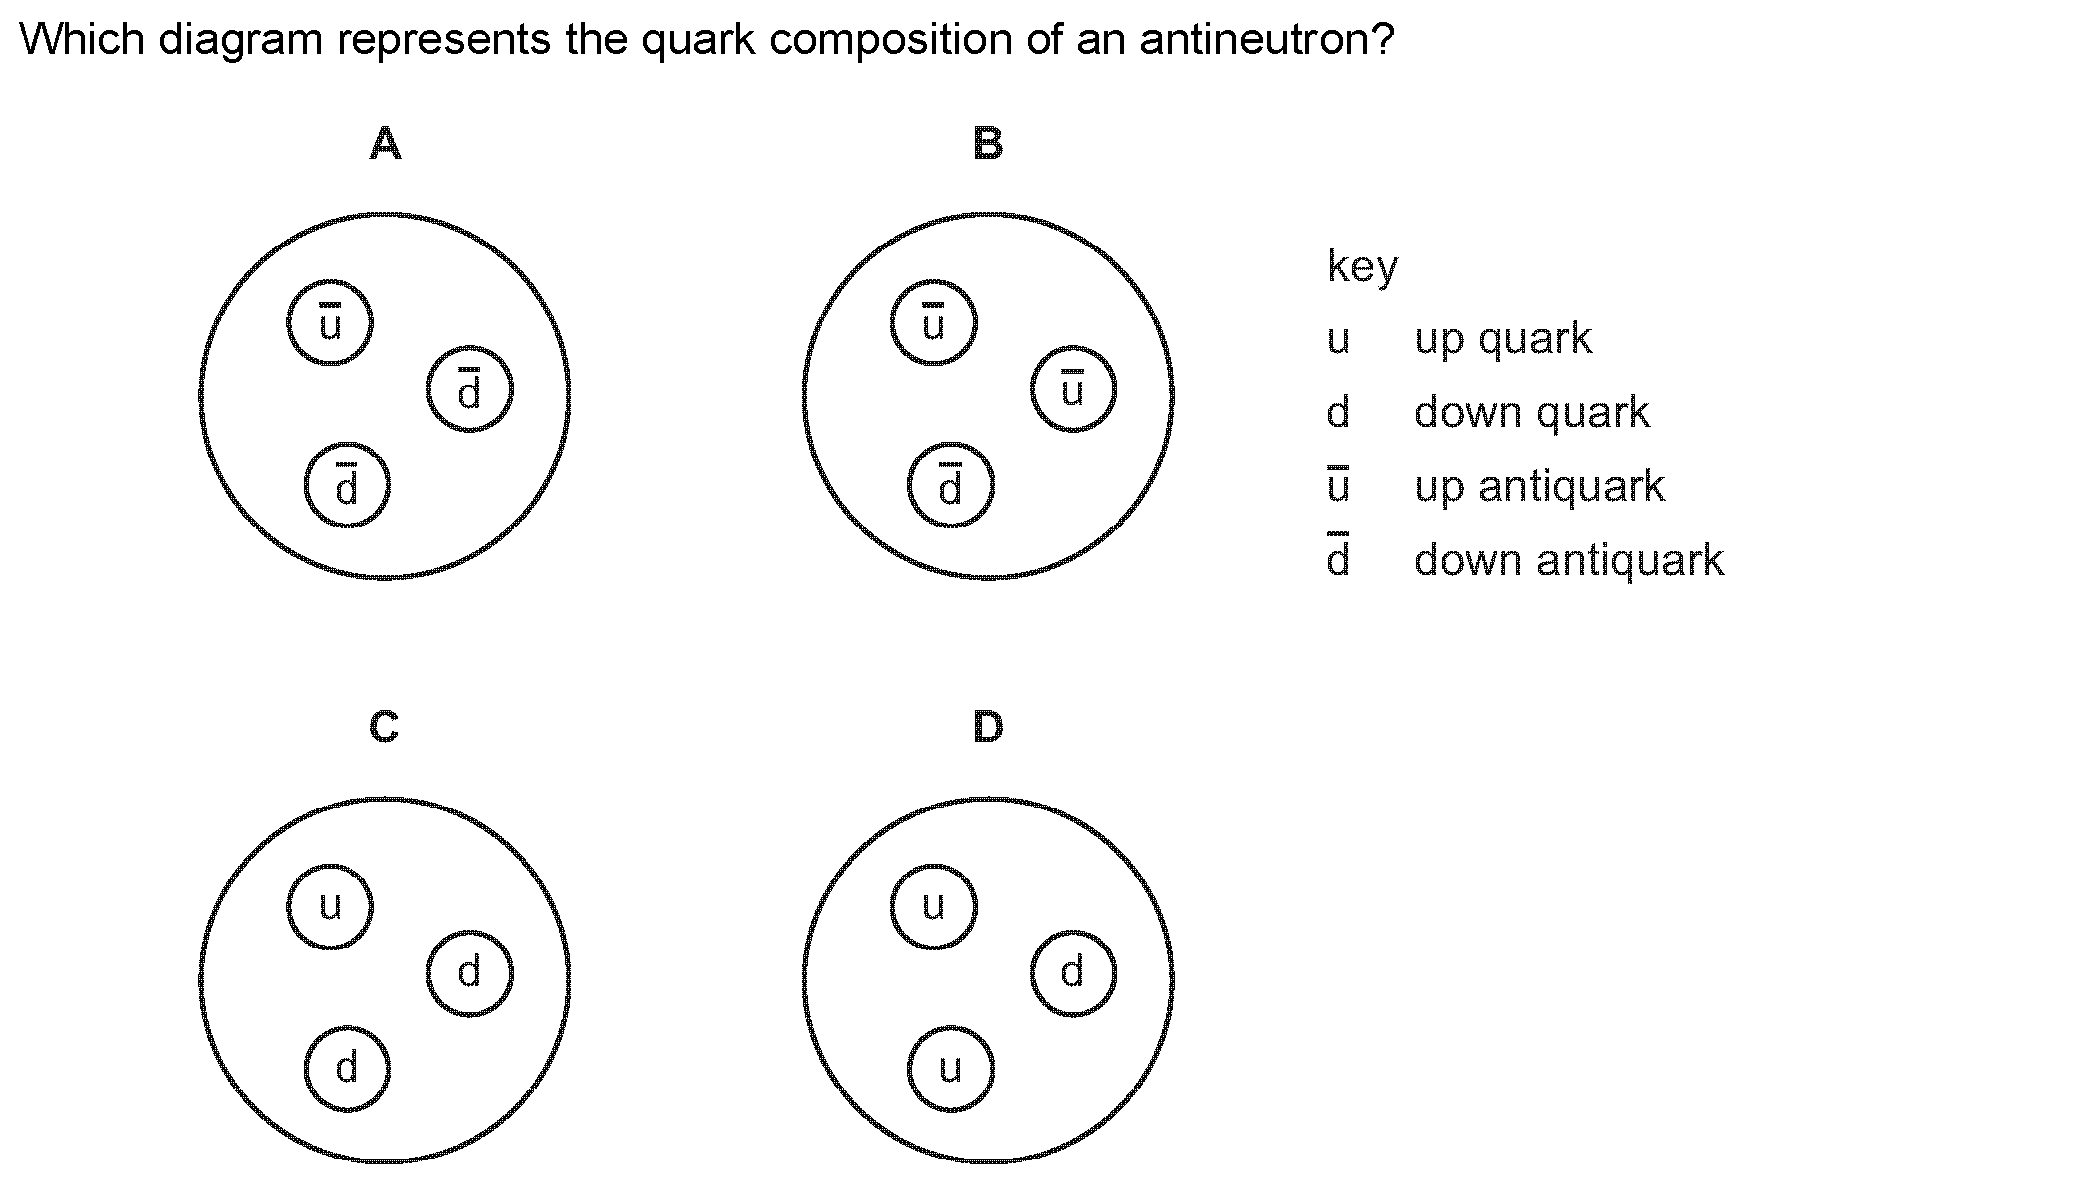 Which diagram represents the quark composition of an antineutron?
A
B
u̅
d̅
d̅
u̅
u̅
d̅
key
u up quark
d down quark
u̅ up antiquark
d̅ down antiquark
C
D
u
d
d
u
d
u